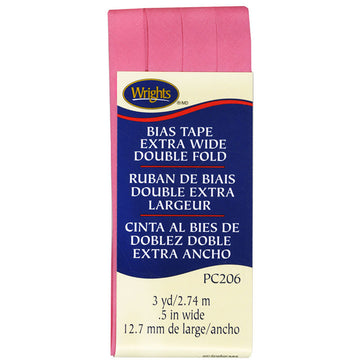 Wrights
® MD
BIAS TAPE
EXTRA WIDE
DOUBLE FOLD
RUBAN DE BIAIS
DOUBLE EXTRA
LARGEUR
CINTA AL BIES DE
DOBLEZ DOBLE
EXTRA ANCHO
PC206
3 yd/2.74 m
.5 in wide
12.7 mm de large/ancho